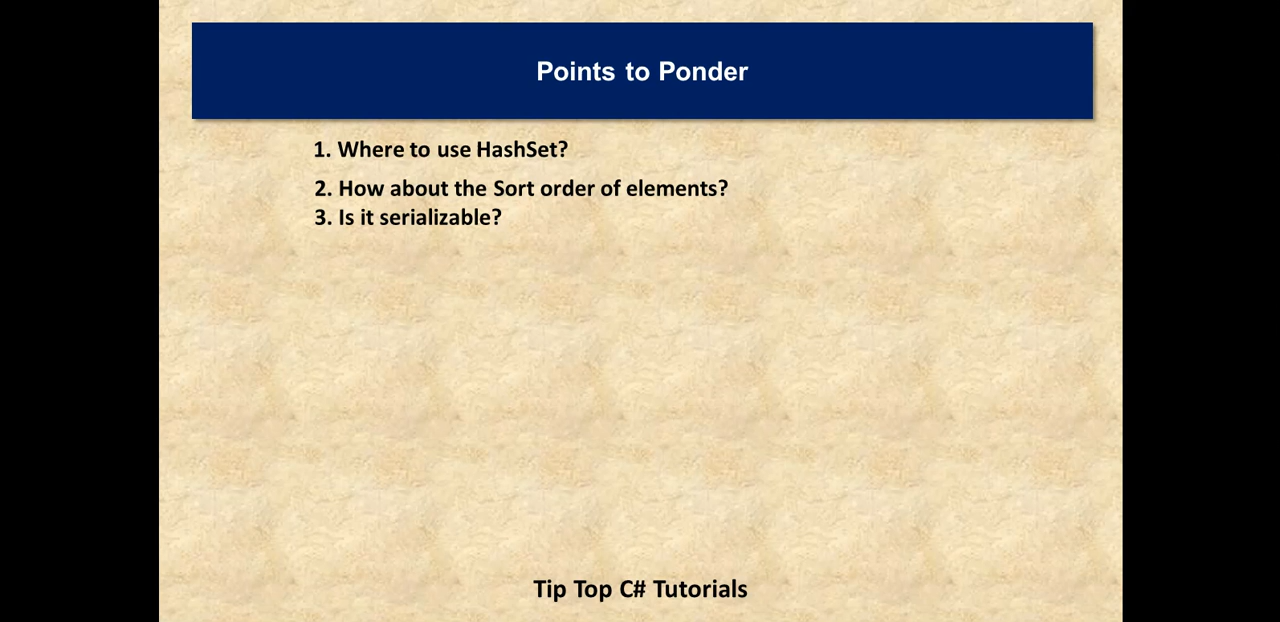 Points to Ponder
1. Where to use HashSet?
2. How about the Sort order of elements?
3. Is it serializable?
Tip Top C# Tutorials